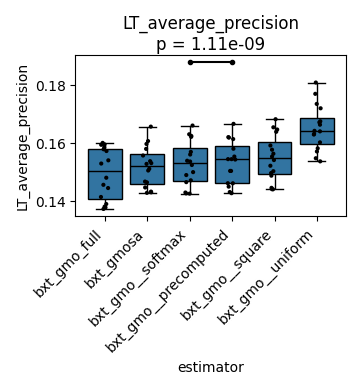 LT_average_precision
p = 1.11e-09
LT_average_precision
0.18
0.16
0.14
bxt_gmo_full
bxt_gmosa
bxt_gmo__softmax
bxt_gmo__precomputed
bxt_gmo__square
bxt_gmo__uniform
estimator